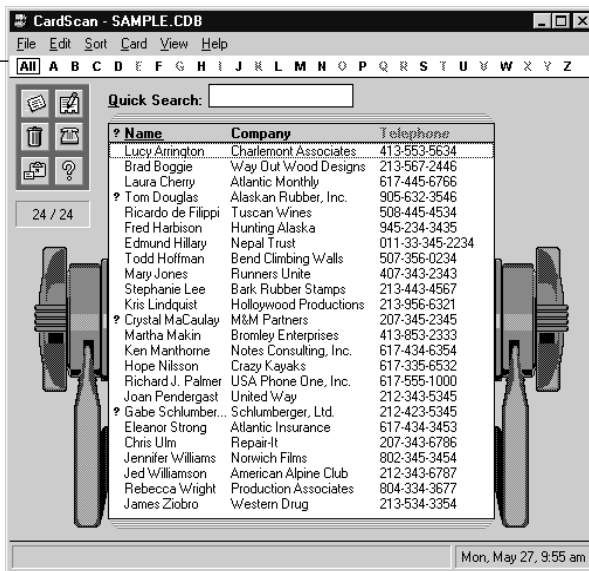 CardScan - SAMPLE.CDB
File Edit Sort Card View Help
All A B C D E F G H I J K L M N O P Q R S T U V W X Y Z
Quick Search:
? Name Company Telephone
Lucy Arrington Charlemont Associates 413-553-5634
Brad Boggie Way Out Wood Designs 213-567-2446
Laura Cherry Atlantic Monthly 617-445-6766
? Tom Douglas Alaskan Rubber, Inc. 905-632-3546
Ricardo de Filippi Tuscan Wines 508-445-4534
24 / 24
Fred Harbison Hunting Alaska 945-234-3435
Edmund Hillary Nepal Trust 011-33-345-2234
Todd Hoffman Bend Climbing Walls 507-356-0234
Mary Jones Runners Unite 407-343-2343
Stephanie Lee Bark Rubber Stamps 213-443-4567
Kris Lindquist Holloywood Productions 213-956-6321
? Crystal MaCaulay M&M Partners 207-345-2345
Martha Makin Bromley Enterprises 413-853-2333
Ken Manthorne Notes Consulting, Inc. 617-434-6354
Hope Nilsson Crazy Kayaks 617-335-6532
Richard J. Palmer USA Phone One, Inc. 617-555-1000
Joan Pendergast United Way 212-343-5345
? Gabe Schlumber... Schlumberger, Ltd. 212-423-5345
Eleanor Strong Atlantic Insurance 617-434-3453
Chris Ulm Repair-It 207-343-6786
Jennifer Williams Norwich Films 802-345-3454
Jed Williamson American Alpine Club 212-343-6787
Rebecca Wright Production Associates 804-334-3677
James Ziobro Western Drug 213-534-3354
Mon, May 27, 9:55 am